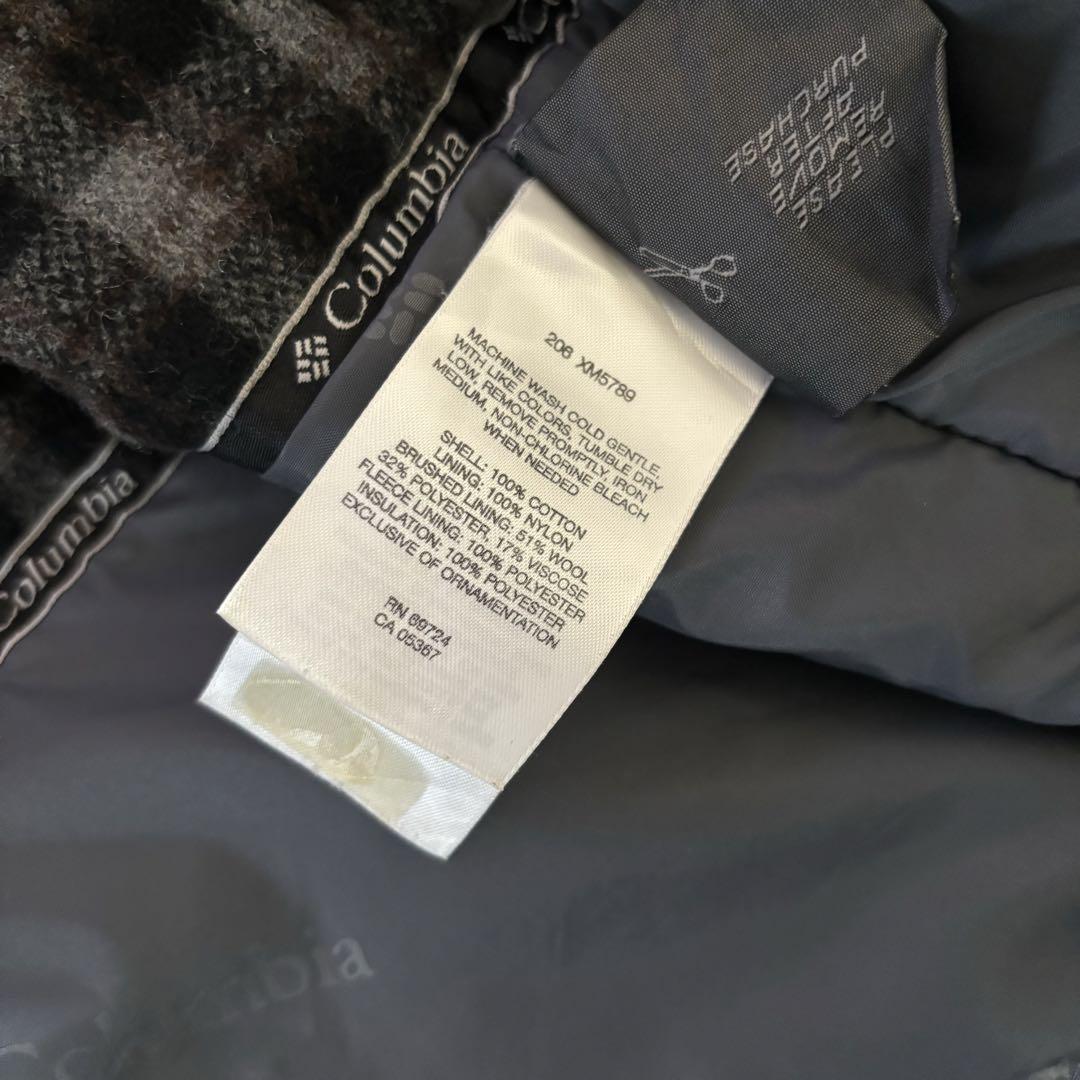 Columbia
PLEASE
REMOVE
AFTER
PURCHASE
206 XM5789
MACHINE WASH COLD GENTLE,
WITH LIKE COLORS, TUMBLE DRY
LOW, REMOVE PROMPTLY, IRON
MEDIUM, NON-CHLORINE BLEACH
WHEN NEEDED
SHELL: 100% COTTON
LINING: 100% NYLON
BRUSHED LINING: 51% WOOL
32% POLYESTER, 17% VISCOSE
FLEECE LINING: 100% POLYESTER
INSULATION: 100% POLYESTER
EXCLUSIVE OF ORNAMENTATION
RN 69724
CA 05367
Columbia
Columbia